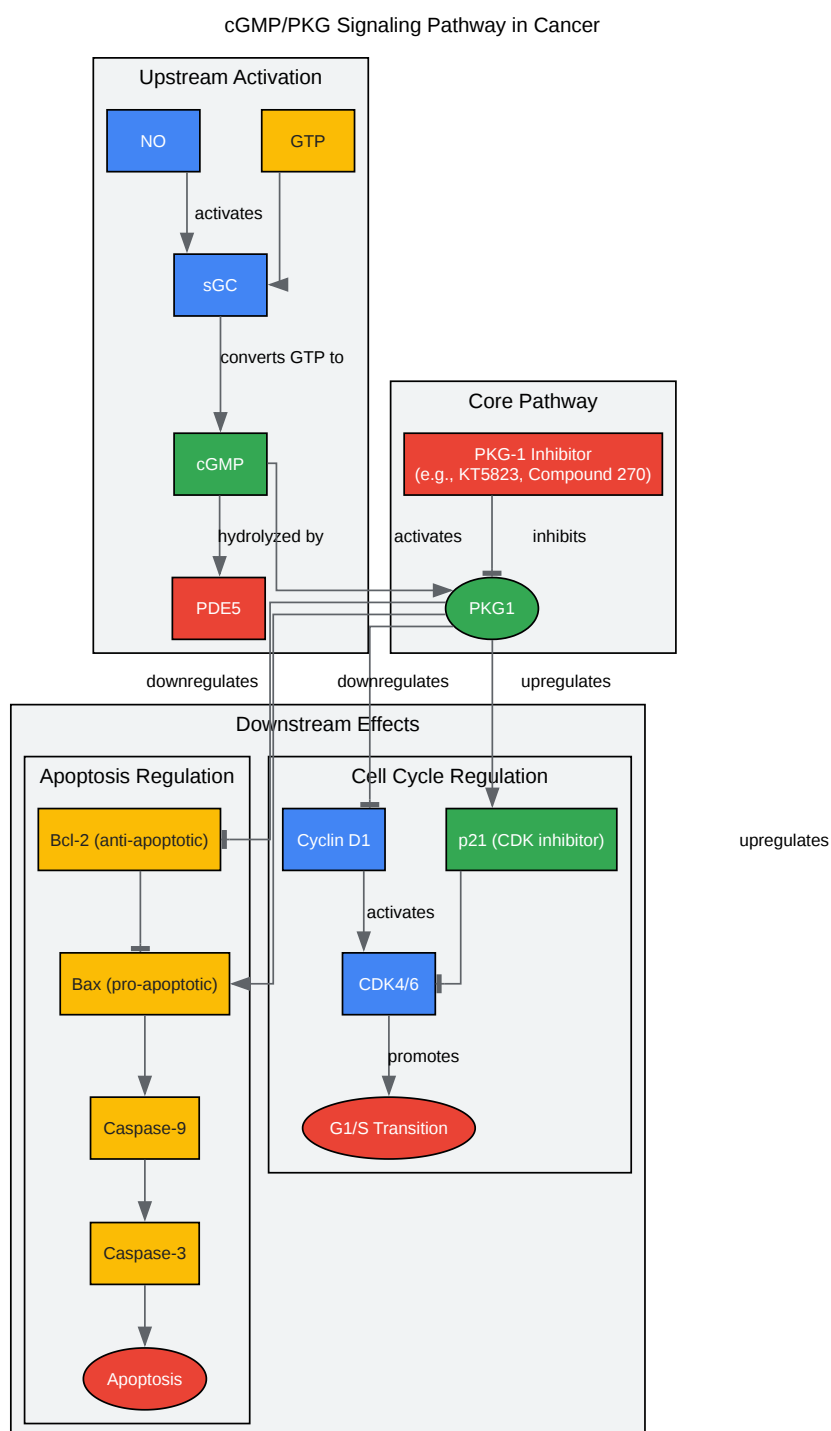 cGMP/PKG Signaling Pathway in Cancer
Upstream Activation
NO
GTP
activates
sGC
converts GTP to
Core Pathway
PKG-1 Inhibitor
(e.g., KT5823, Compound 270)
cGMP
hydrolyzed by
activates
inhibits
PDE5
PKG1
downregulates
downregulates
upregulates
Downstream Effects
Apoptosis Regulation
Cell Cycle Regulation
Bcl-2 (anti-apoptotic)
Cyclin D1
p21 (CDK inhibitor)
upregulates
activates
Bax (pro-apoptotic)
CDK4/6
promotes
Caspase-9
G1/S Transition
Caspase-3
Apoptosis